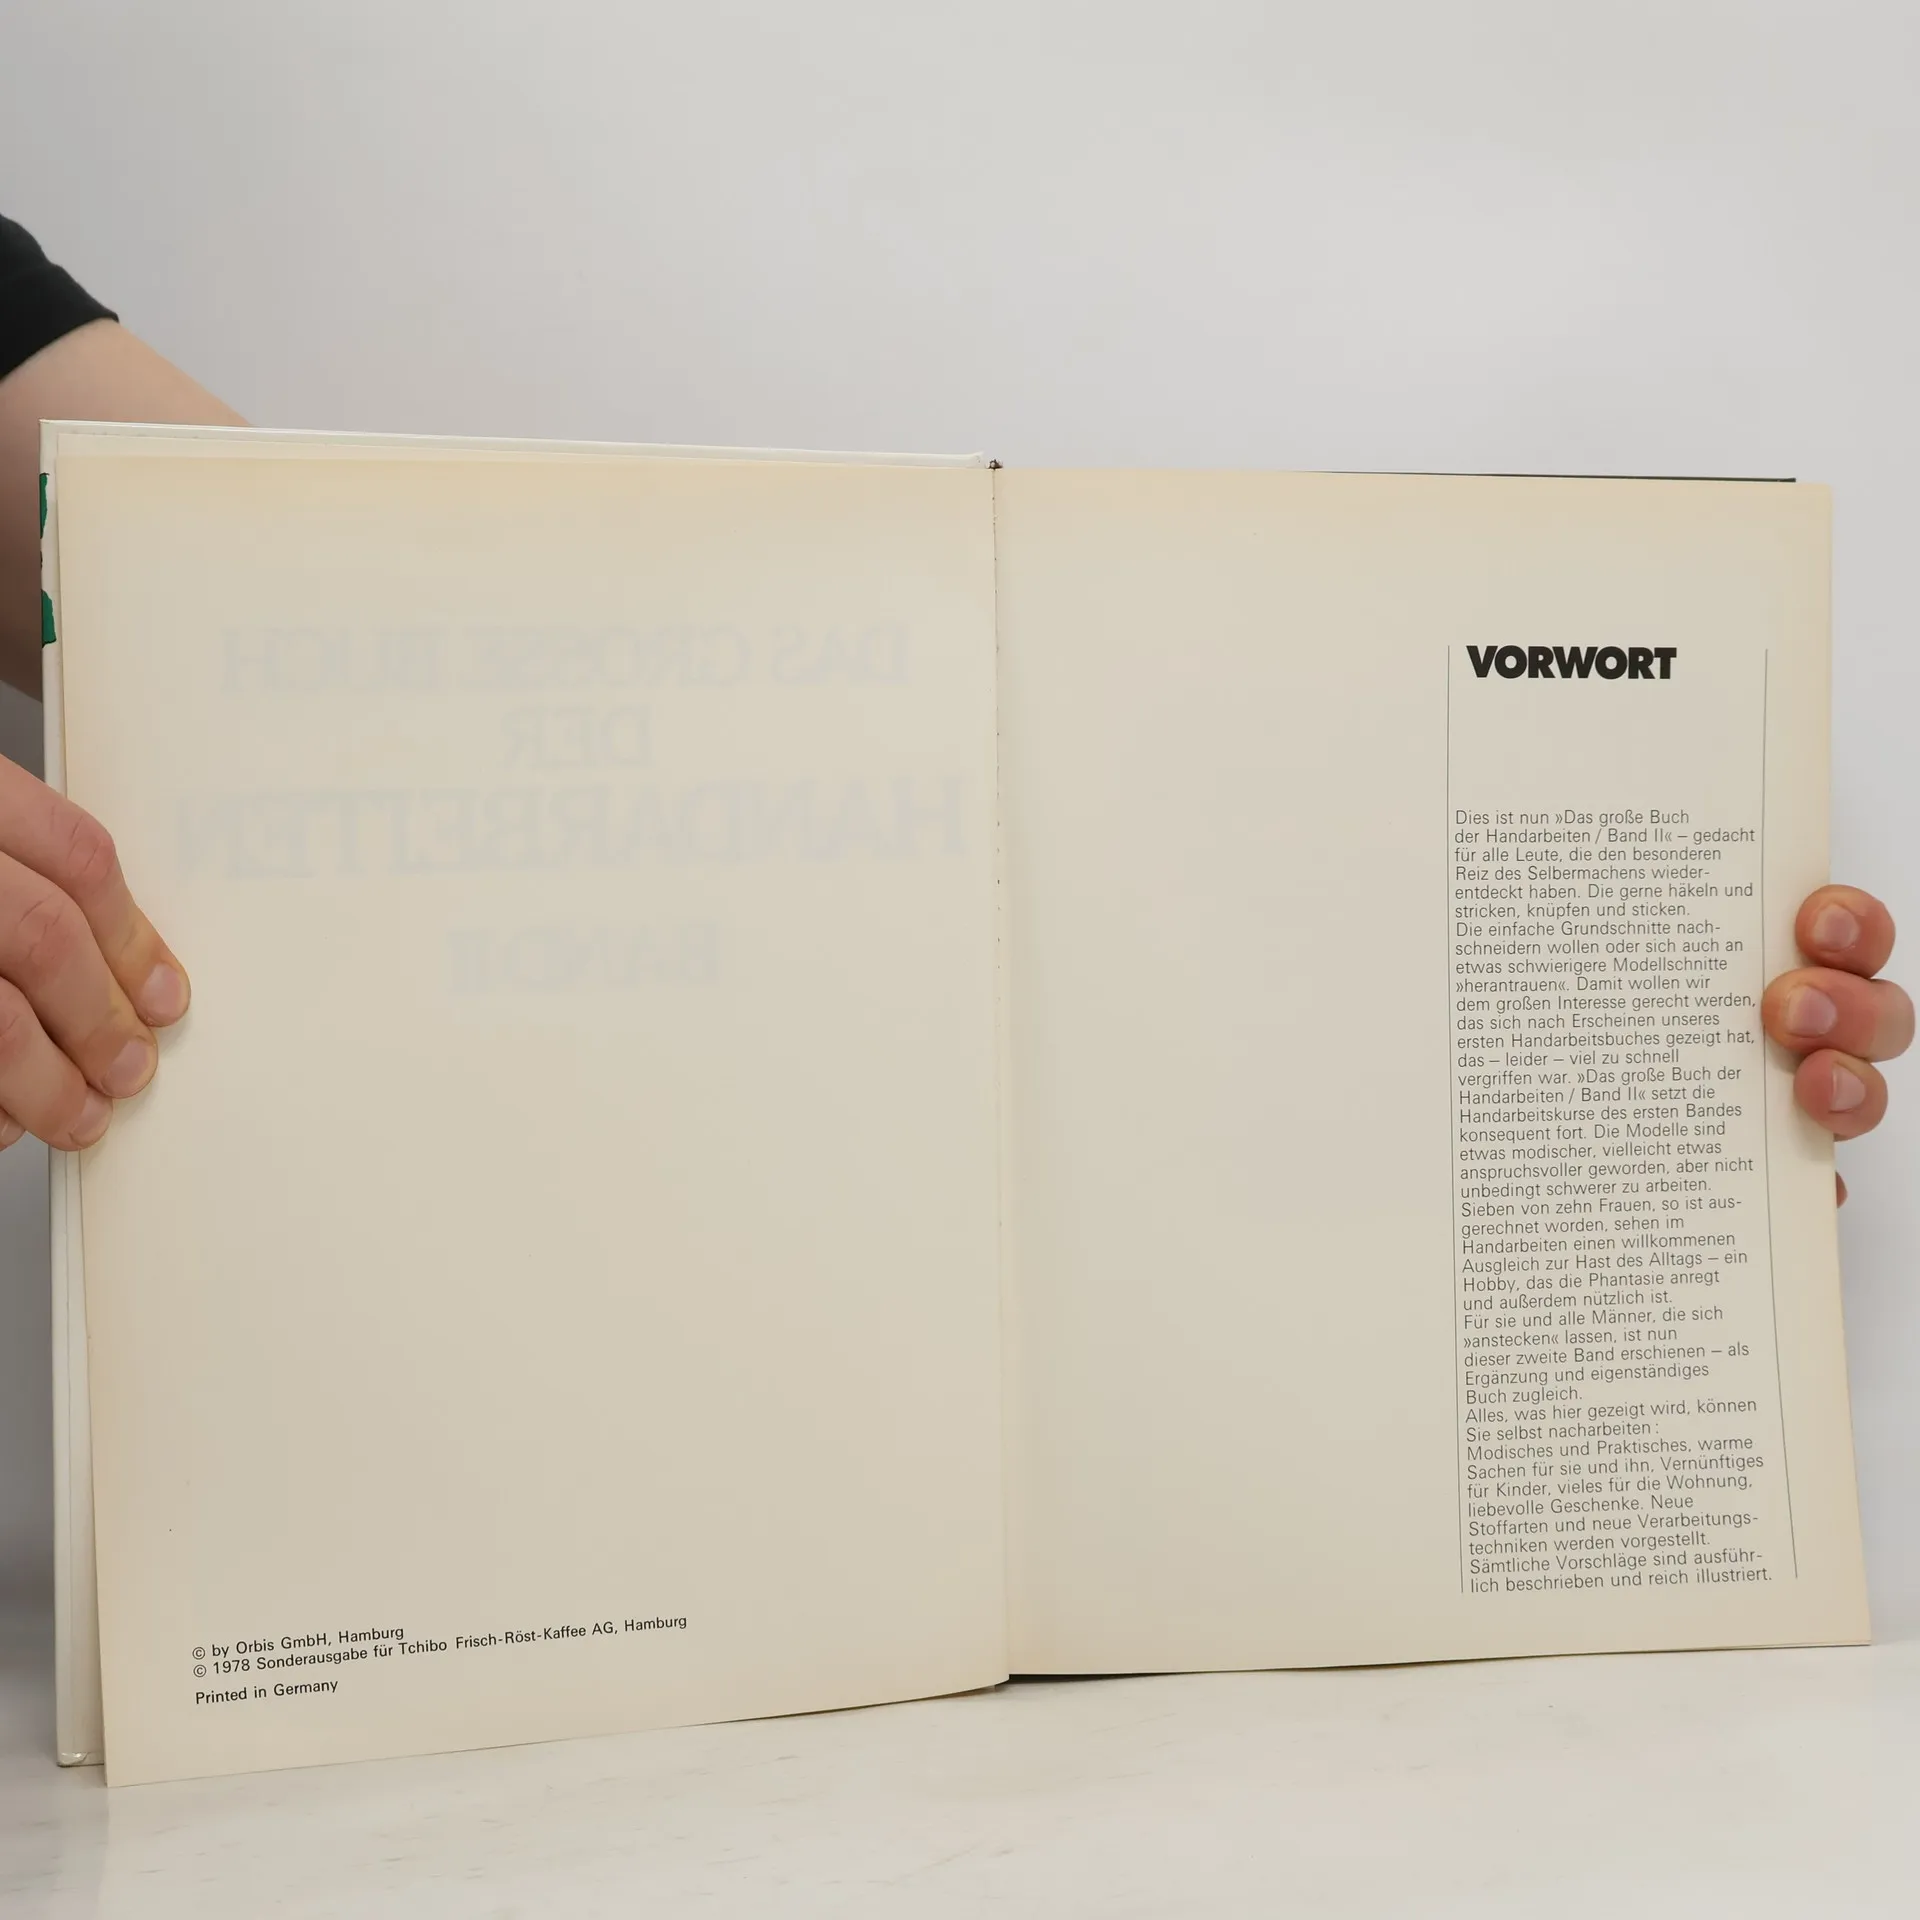 DAS GROSSE BUCH
DER
HANDARBEITEN
BAND II
© by Orbis GmbH, Hamburg
© 1978 Sonderausgabe für Tchibo Frisch-Röst-Kaffee AG, Hamburg
Printed in Germany
VORWORT
Dies ist nun »Das große Buch
der Handarbeiten / Band II« – gedacht
für alle Leute, die den besonderen
Reiz des Selbermachens wieder-
entdeckt haben. Die gerne häkeln und
stricken, knüpfen und sticken.
Die einfache Grundschnitte nach-
schneidern wollen oder sich auch an
etwas schwierigere Modellschnitte
»herantrauen«. Damit wollen wir
dem großen Interesse gerecht werden,
das sich nach Erscheinen unseres
ersten Handarbeitsbuches gezeigt hat,
das – leider – viel zu schnell
vergriffen war. »Das große Buch der
Handarbeiten / Band II« setzt die
Handarbeitskurse des ersten Bandes
konsequent fort. Die Modelle sind
etwas modischer, vielleicht etwas
anspruchsvoller geworden, aber nicht
unbedingt schwerer zu arbeiten.
Sieben von zehn Frauen, so ist aus-
gerechnet worden, sehen im
Handarbeiten einen willkommenen
Ausgleich zur Hast des Alltags – ein
Hobby, das die Phantasie anregt
und außerdem nützlich ist.
Für sie und alle Männer, die sich
»anstecken« lassen, ist nun
dieser zweite Band erschienen – als
Ergänzung und eigenständiges
Buch zugleich.
Alles, was hier gezeigt wird, können
Sie selbst nacharbeiten:
Modisches und Praktisches, warme
Sachen für sie und ihn, Vernünftiges
für Kinder, vieles für die Wohnung,
liebevolle Geschenke. Neue
Stoffarten und neue Verarbeitungs-
techniken werden vorgestellt.
Sämtliche Vorschläge sind ausführ-
lich beschrieben und reich illustriert.